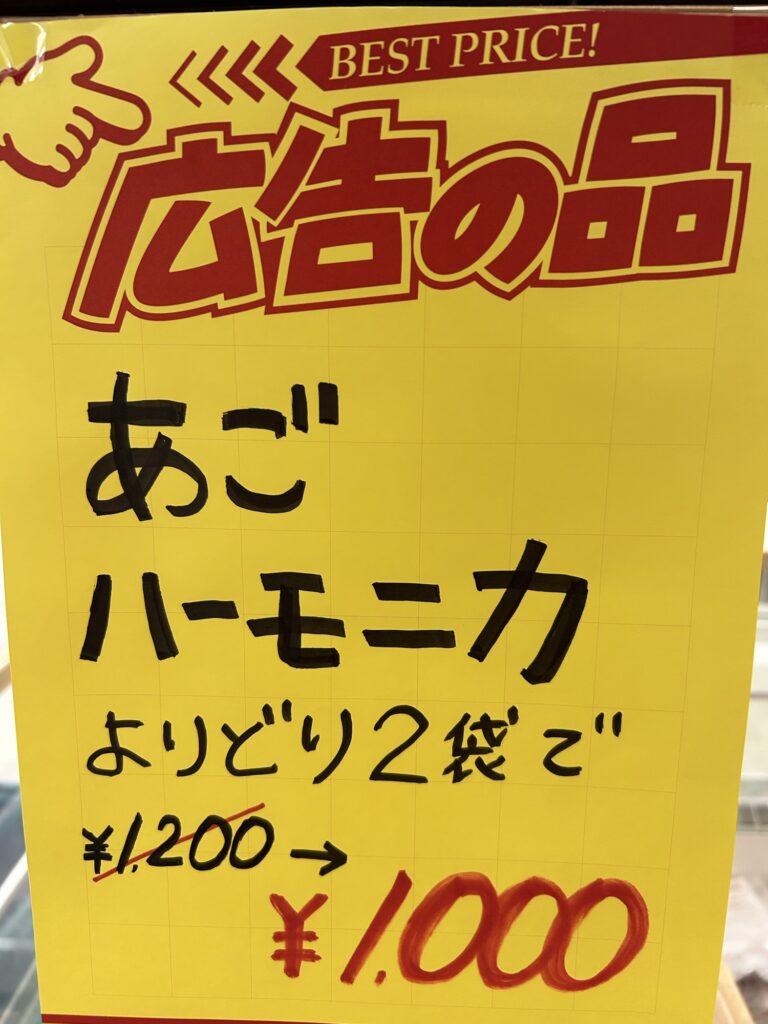 BEST PRICE!
広告の品
あご
ハーモニカ
よりどり2袋で
¥1,200→
¥1,000